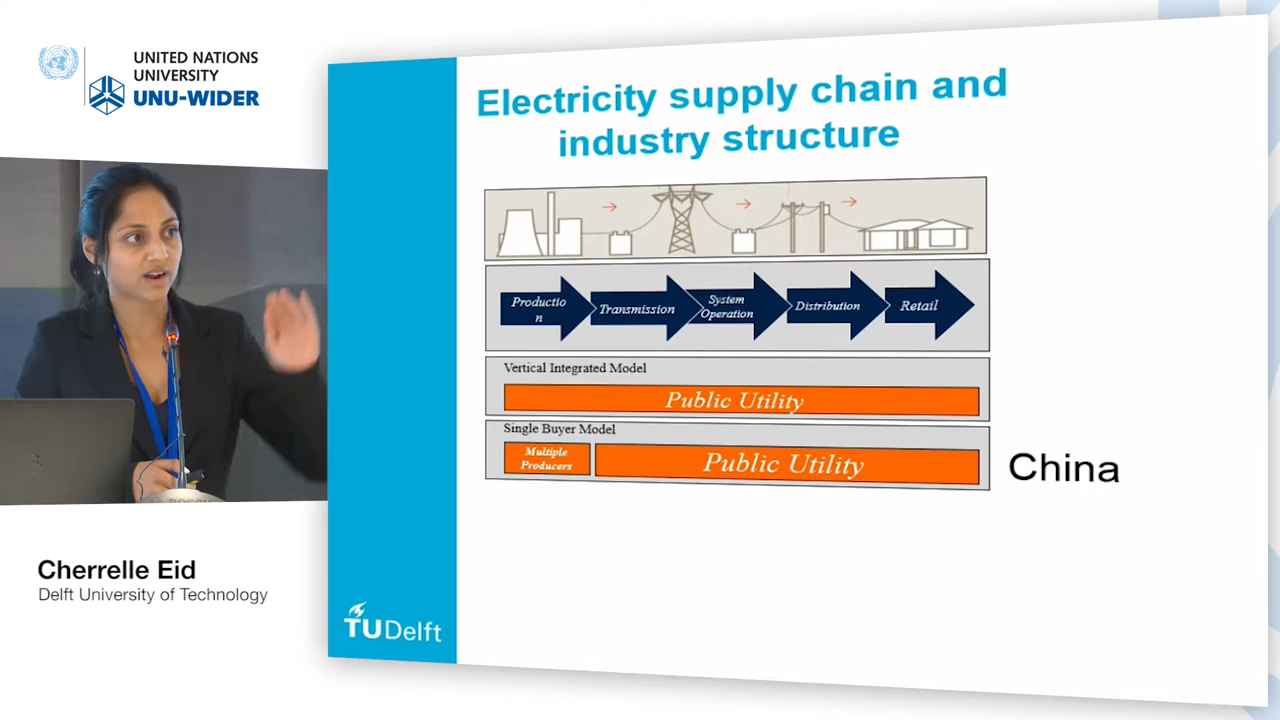 UNITED NATIONS
UNIVERSITY
UNU-WIDER
Electricity supply chain and
industry structure
Productio
n
Transmission
System
Operation
Distribution
Retail
Vertical Integrated Model
Public Utility
Single Buyer Model
Multiple
Producers
Public Utility
China
Cherrelle Eid
Delft University of Technology
TUDelft